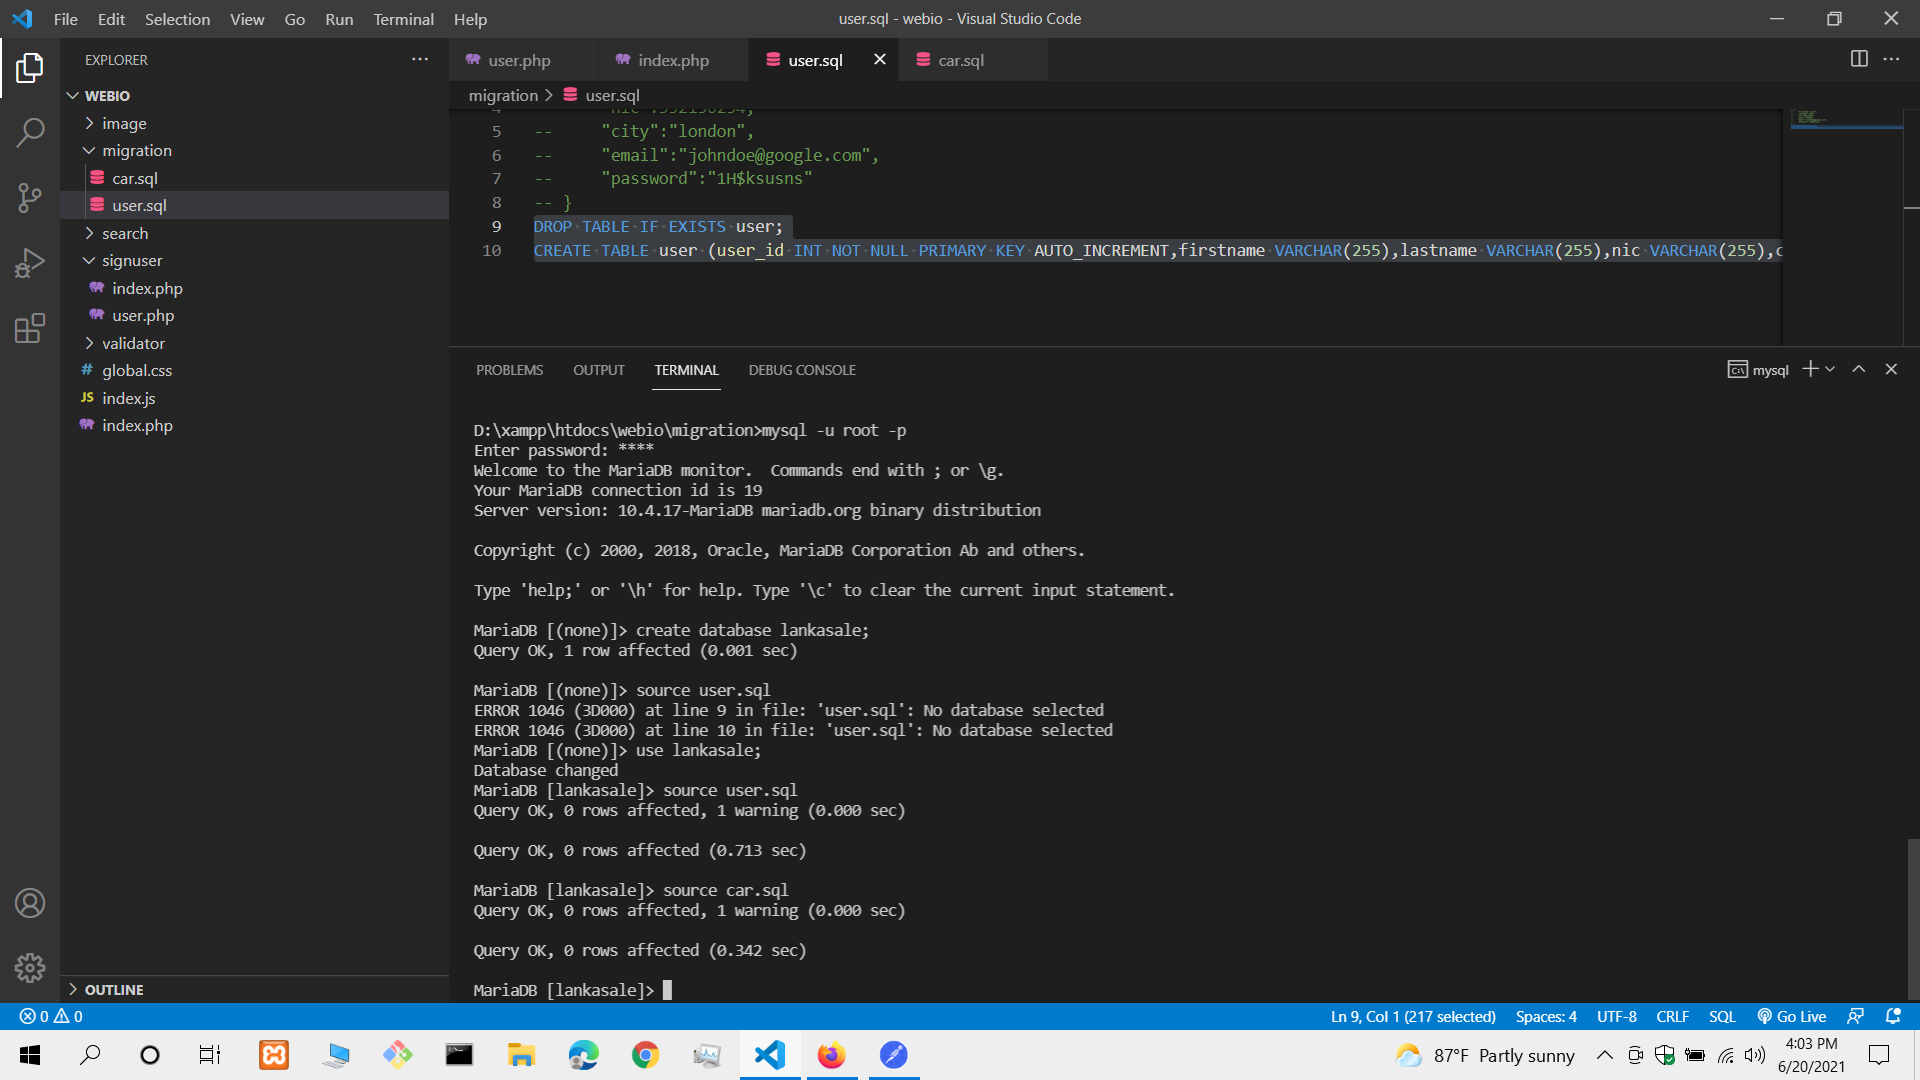 File Edit Selection View Go Run Terminal Help
user.sql - webio - Visual Studio Code
EXPLORER
WEBIO
image
migration
car.sql
user.sql
search
signuser
index.php
user.php
validator
global.css
JS index.js
index.php
OUTLINE
user.php index.php user.sql car.sql
migration > user.sql
5 -- "city":"london",
6 -- "email":"johndoe@google.com",
7 -- "password":"1H$ksusns"
8 -- }
9 DROP TABLE IF EXISTS user;
10 CREATE TABLE user (user_id INT NOT NULL PRIMARY KEY AUTO_INCREMENT,firstname VARCHAR(255),lastname VARCHAR(255),nic VARCHAR(255),c
PROBLEMS OUTPUT TERMINAL DEBUG CONSOLE
mysql
D:\xampp\htdocs\webio\migration>mysql -u root -p
Enter password: ****
Welcome to the MariaDB monitor.  Commands end with ; or \g.
Your MariaDB connection id is 19
Server version: 10.4.17-MariaDB mariadb.org binary distribution
Copyright (c) 2000, 2018, Oracle, MariaDB Corporation Ab and others.
Type 'help;' or '\h' for help. Type '\c' to clear the current input statement.
MariaDB [(none)]> create database lankasale;
Query OK, 1 row affected (0.001 sec)
MariaDB [(none)]> source user.sql
ERROR 1046 (3D000) at line 9 in file: 'user.sql': No database selected
ERROR 1046 (3D000) at line 10 in file: 'user.sql': No database selected
MariaDB [(none)]> use lankasale;
Database changed
MariaDB [lankasale]> source user.sql
Query OK, 0 rows affected, 1 warning (0.000 sec)
Query OK, 0 rows affected (0.713 sec)
MariaDB [lankasale]> source car.sql
Query OK, 0 rows affected, 1 warning (0.000 sec)
Query OK, 0 rows affected (0.342 sec)
MariaDB [lankasale]>
0 0
Ln 9, Col 1 (217 selected) Spaces: 4 UTF-8 CRLF SQL Go Live
87°F Partly sunny
4:03 PM
6/20/2021